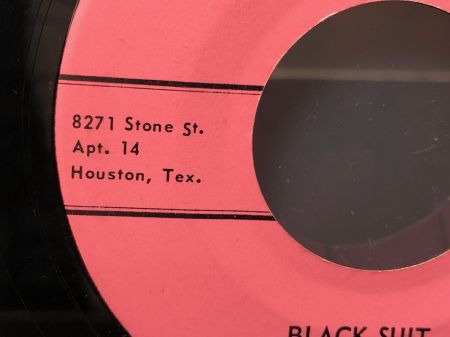 8271 Stone St.
Apt. 14
Houston, Tex.
BLACK SUIT